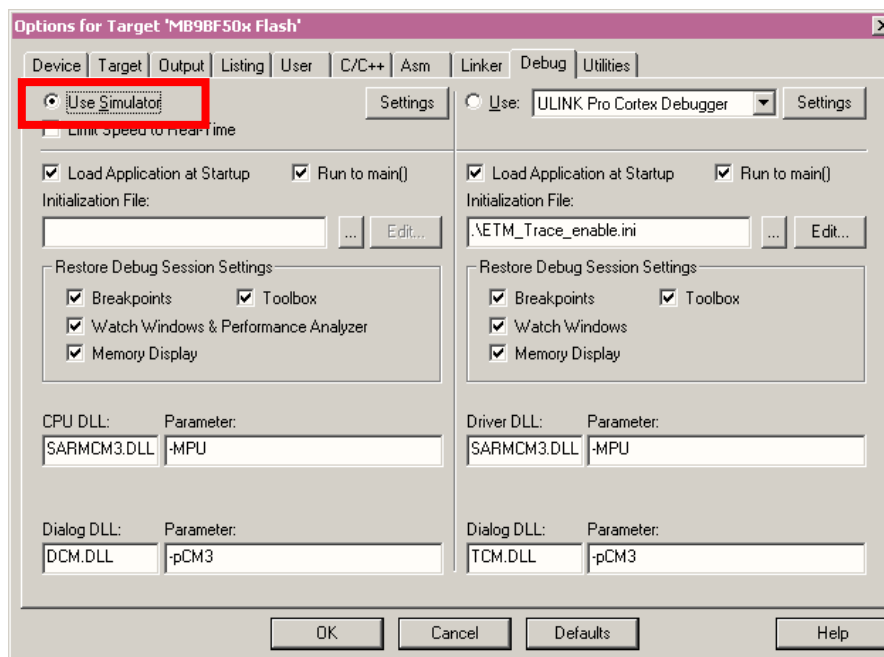 Options for Target 'MB9BF50x Flash'
Device Target Output Listing User C/C++ Asm Linker Debug Utilities
Use Simulator Settings Use: ULINK Pro Cortex Debugger Settings
Limit Speed to Real-Time
Load Application at Startup Run to main() Load Application at Startup Run to main()
Initialization File: Initialization File:
... Edit... .\ETM_Trace_enable.ini ... Edit...
Restore Debug Session Settings Restore Debug Session Settings
Breakpoints Toolbox Breakpoints Toolbox
Watch Windows & Performance Analyzer Watch Windows
Memory Display Memory Display
CPU DLL: Parameter: Driver DLL: Parameter:
SARMCM3.DLL -MPU SARMCM3.DLL -MPU
Dialog DLL: Parameter: Dialog DLL: Parameter:
DCM.DLL -pCM3 TCM.DLL -pCM3
OK Cancel Defaults Help